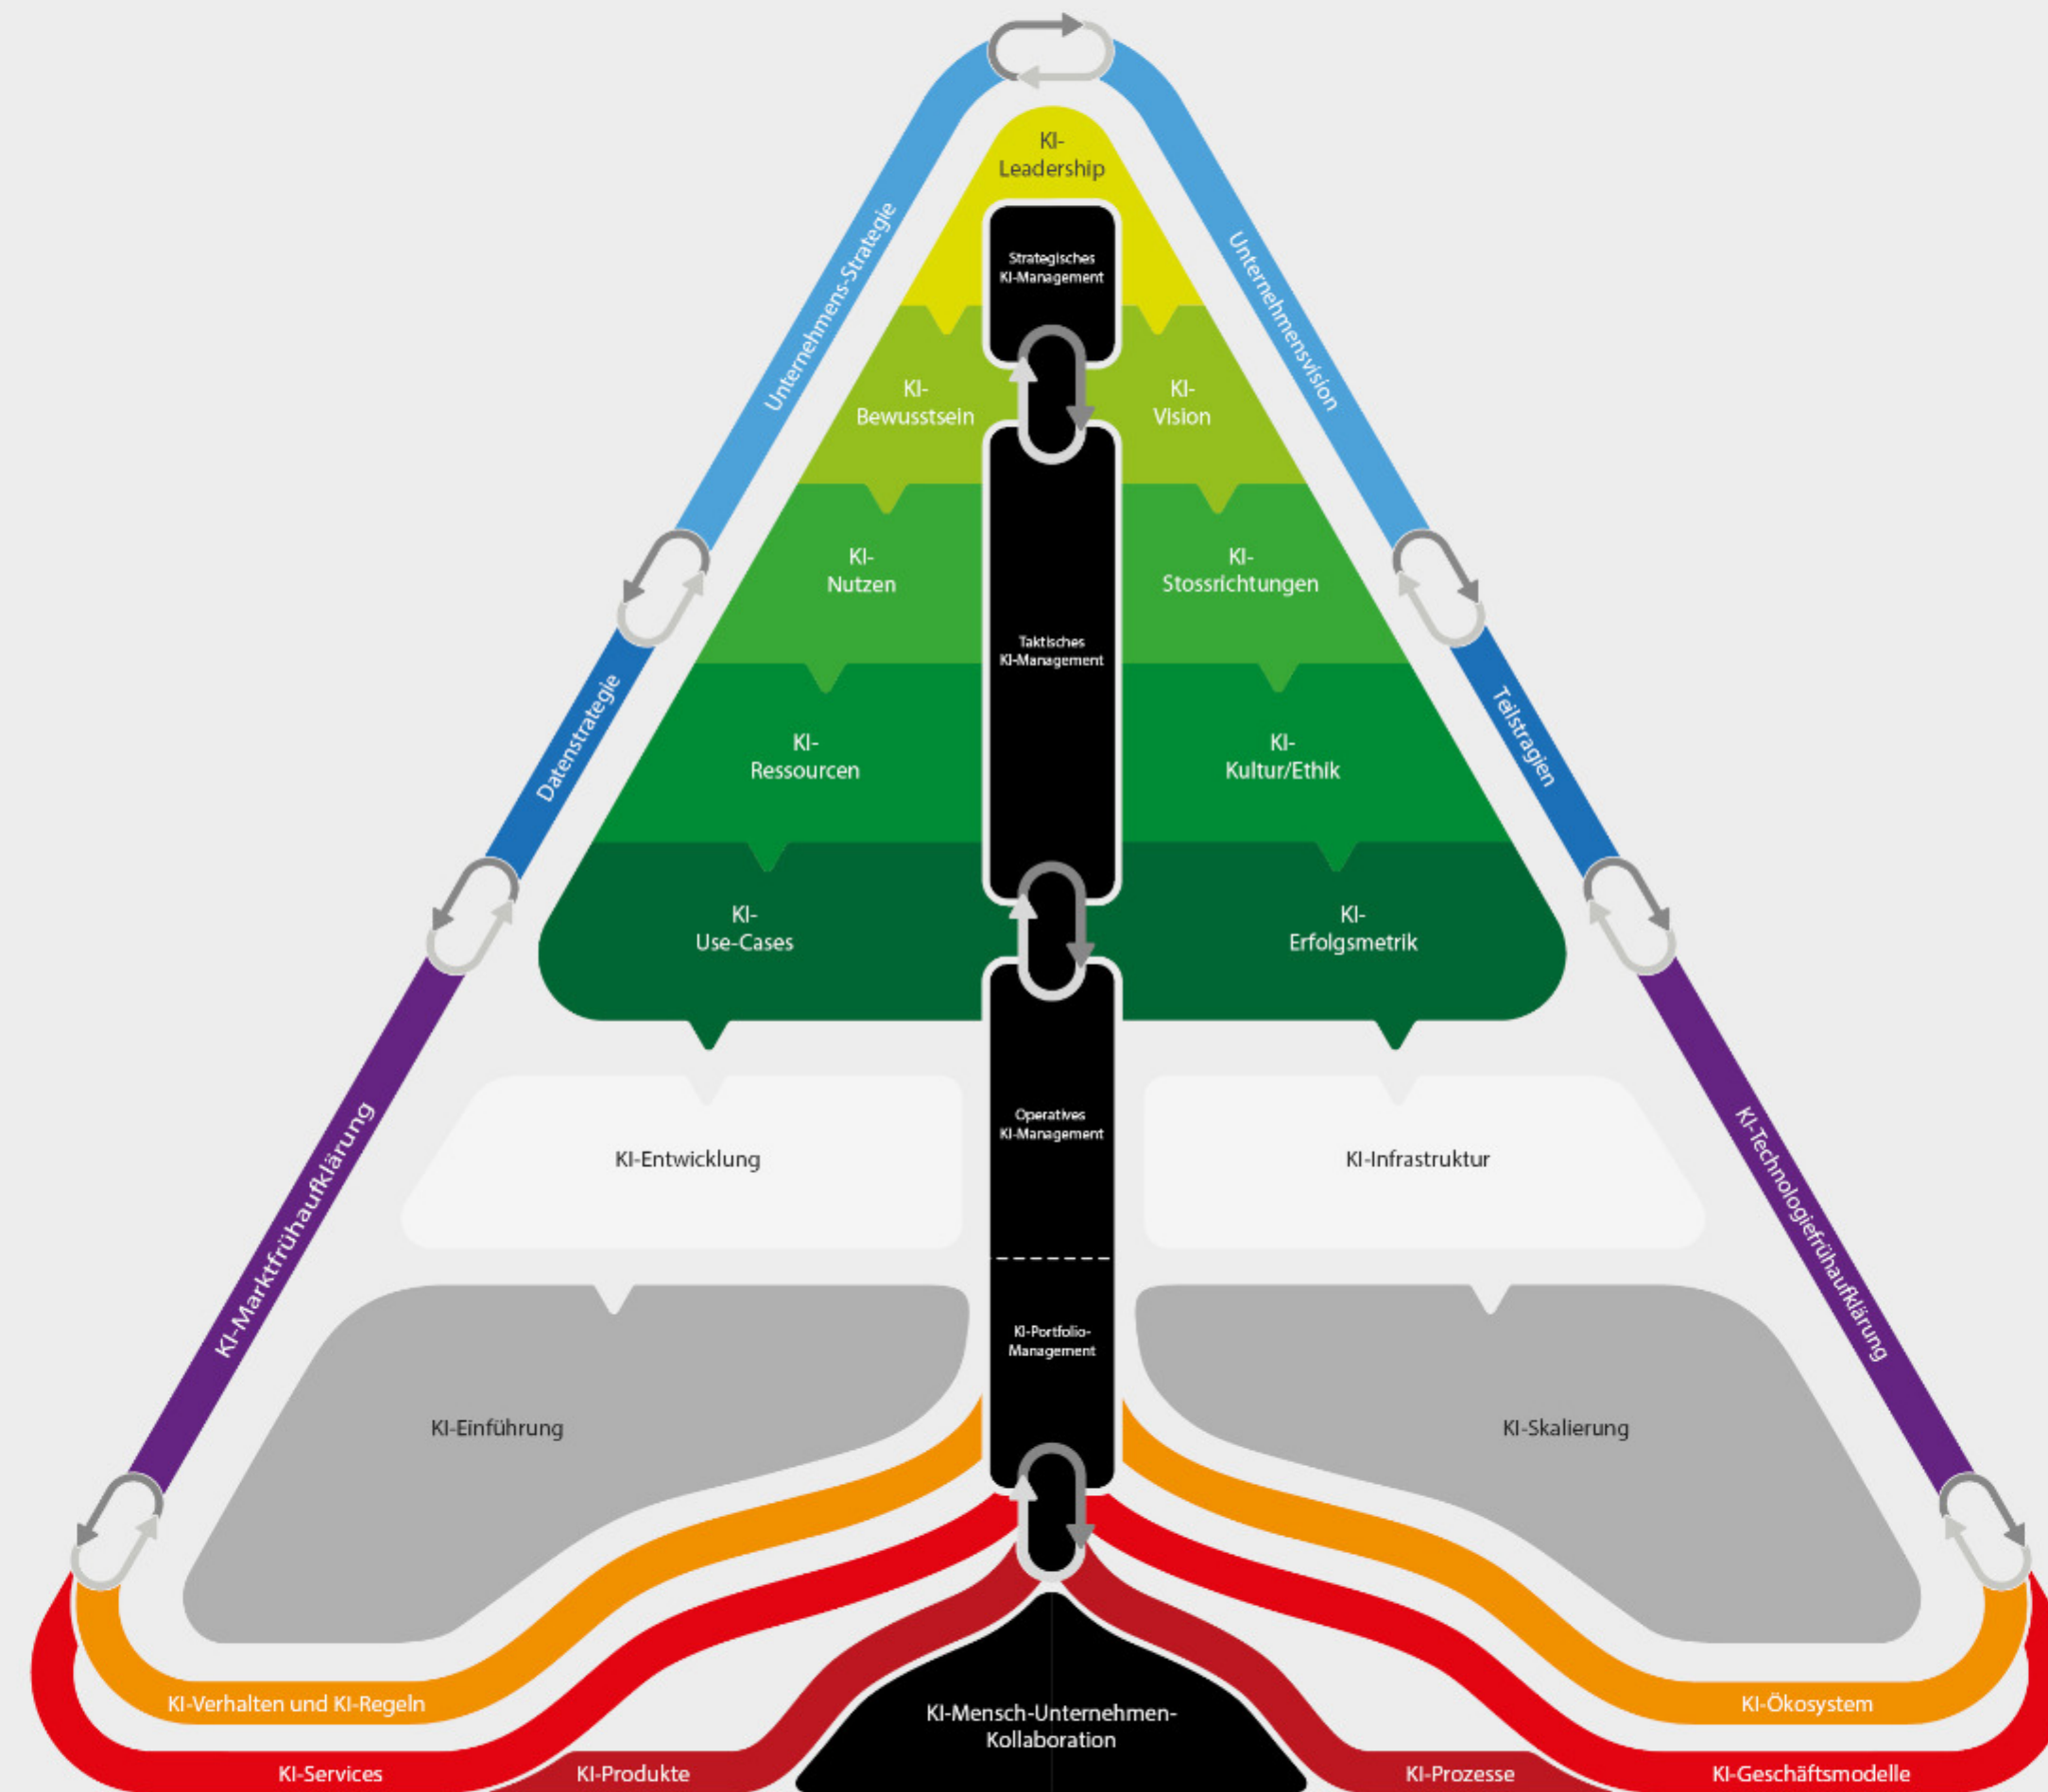 KI-
Leadership
Strategisches
KI-Management
Unternehmens-Strategie
Unternehmensvision
KI-
Bewusstsein
KI-
Vision
KI-
Nutzen
KI-
Stossrichtungen
Taktisches
KI-Management
Datenstrategie
Teilstragien
KI-
Ressourcen
KI-
Kultur/Ethik
KI-
Use-Cases
KI-
Erfolgsmetrik
Operatives
KI-Management
KI-Entwicklung
KI-Infrastruktur
KI-Marktfrühaufklärung
KI-Technologiefrühaufklärung
KI-Portfolio-
Management
KI-Einführung
KI-Skalierung
KI-Verhalten und KI-Regeln
KI-Ökosystem
KI-Mensch-Unternehmen-
Kollaboration
KI-Services
KI-Produkte
KI-Prozesse
KI-Geschäftsmodelle